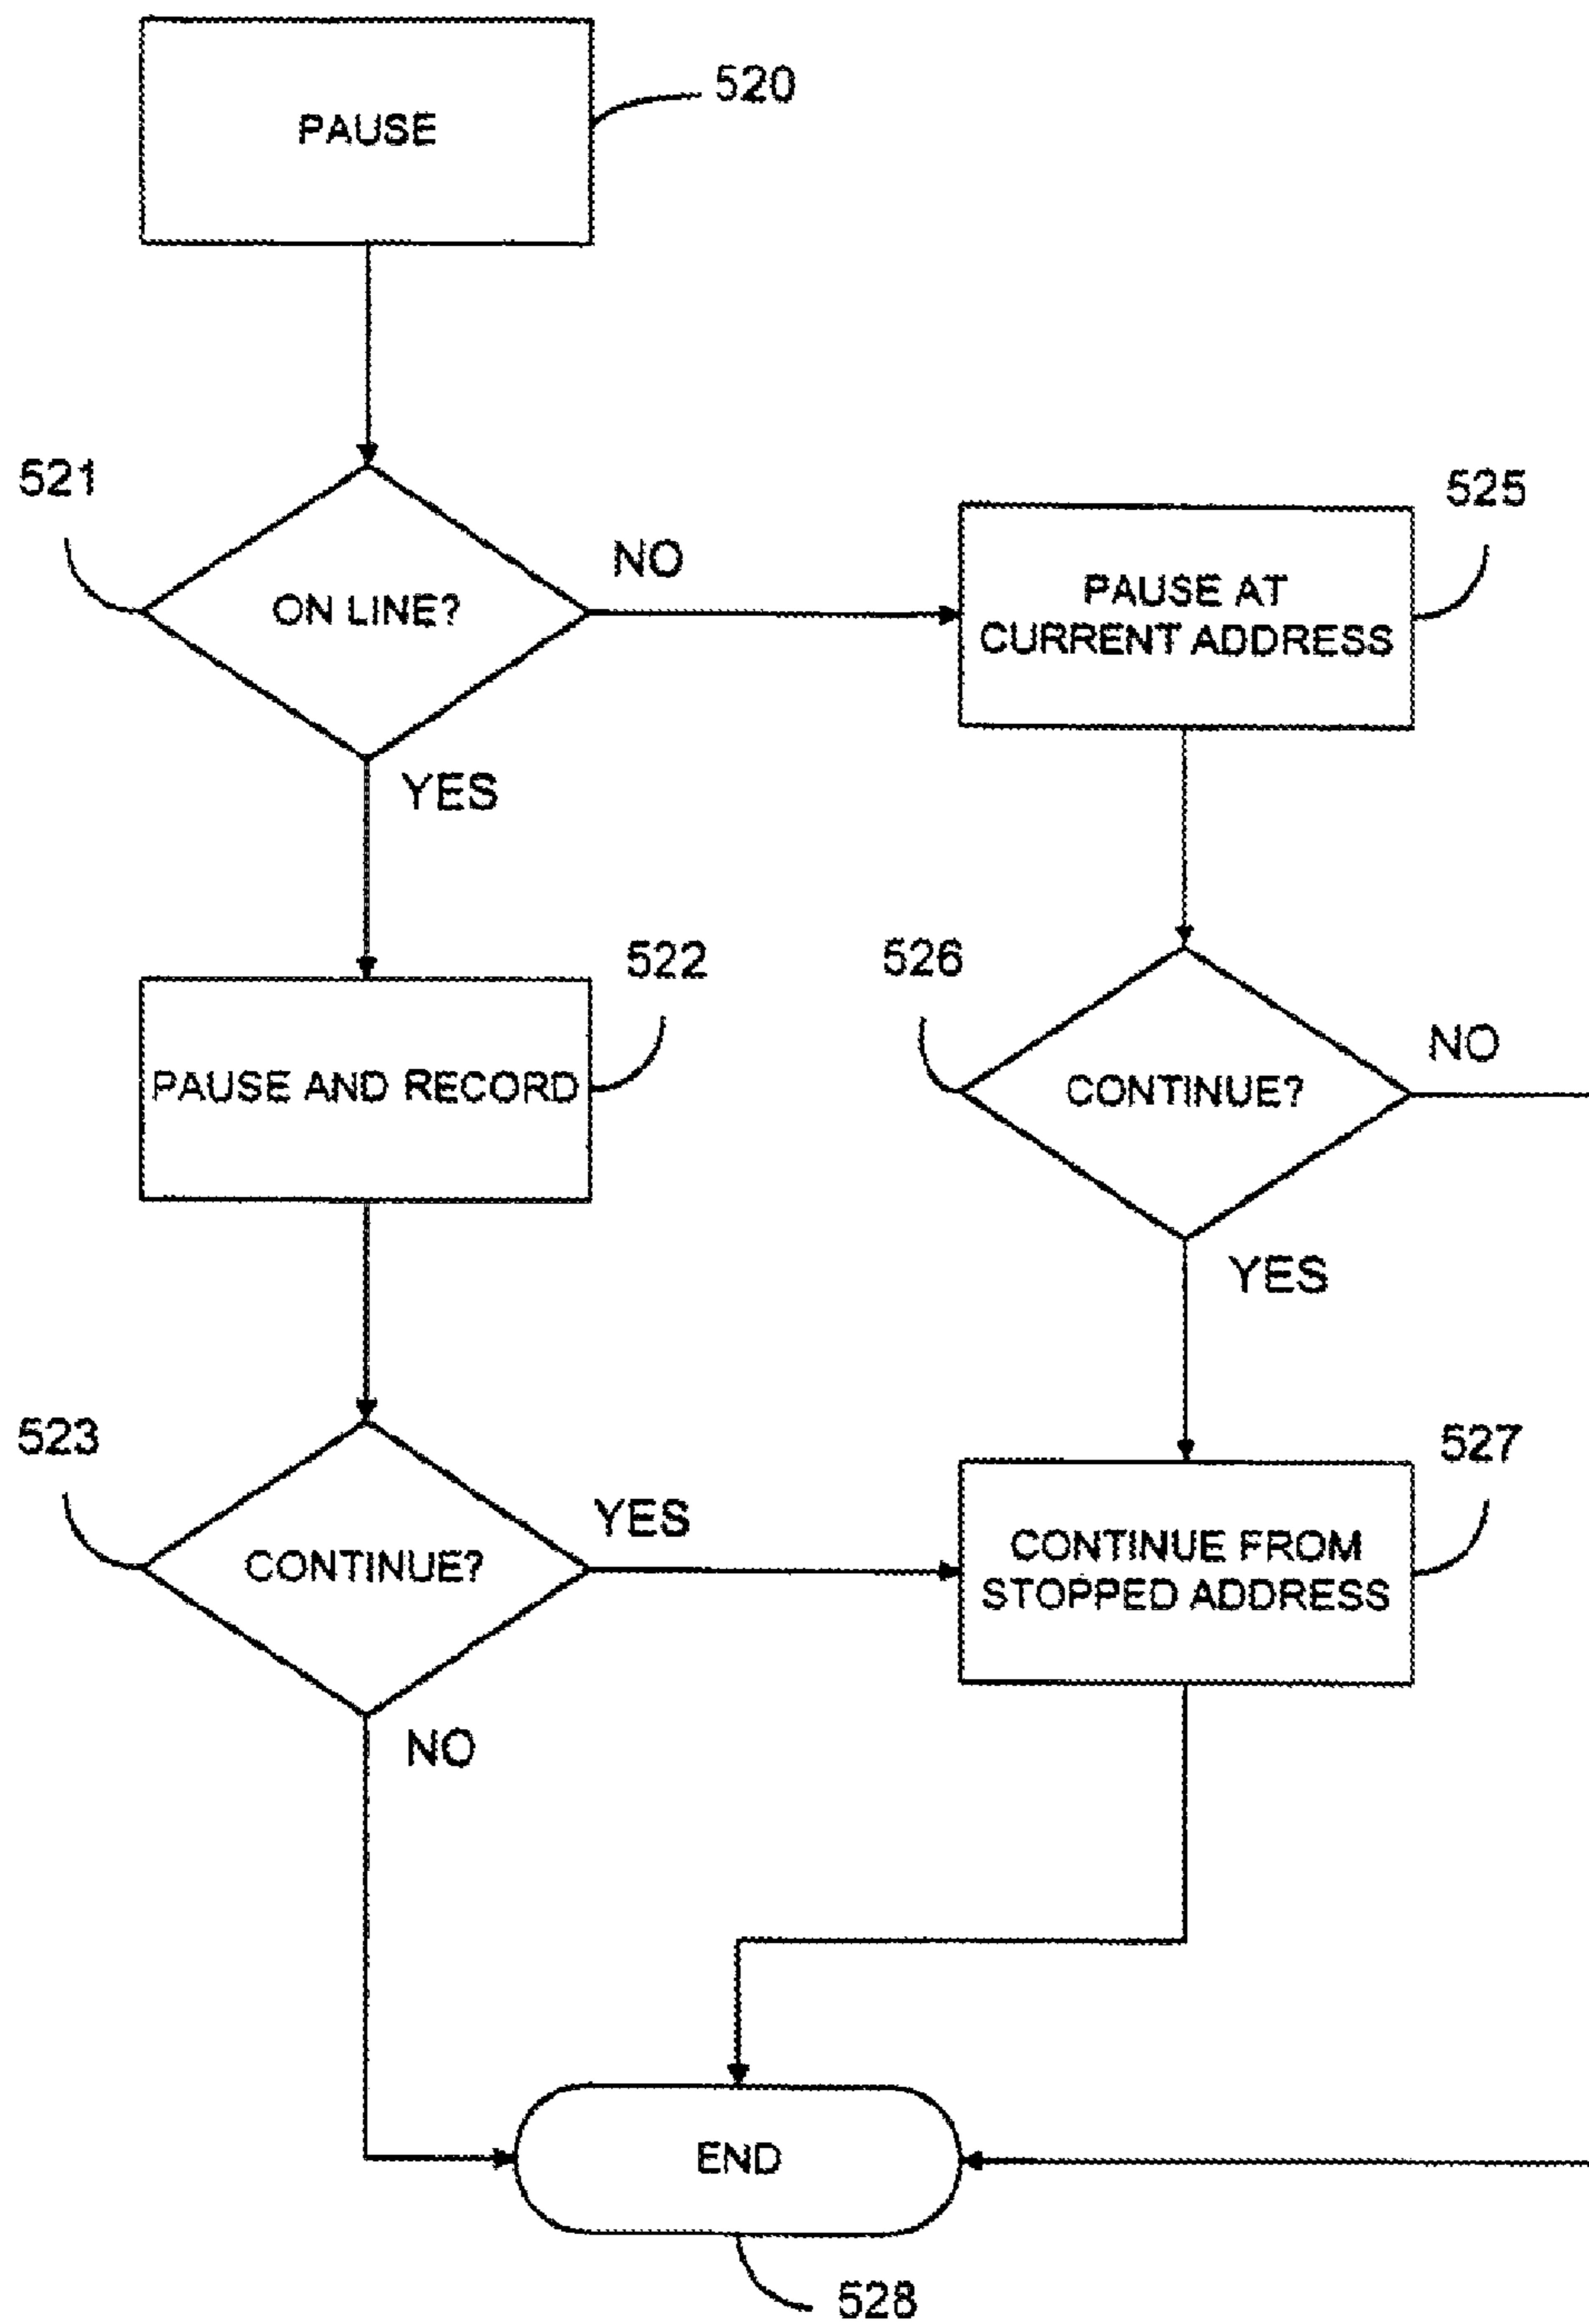 PAUSE
520
521
ON LINE?
NO
YES
525
PAUSE AT
CURRENT ADDRESS
522
PAUSE AND RECORD
526
CONTINUE?
NO
YES
523
CONTINUE?
YES
NO
527
CONTINUE FROM
STOPPED ADDRESS
END
528